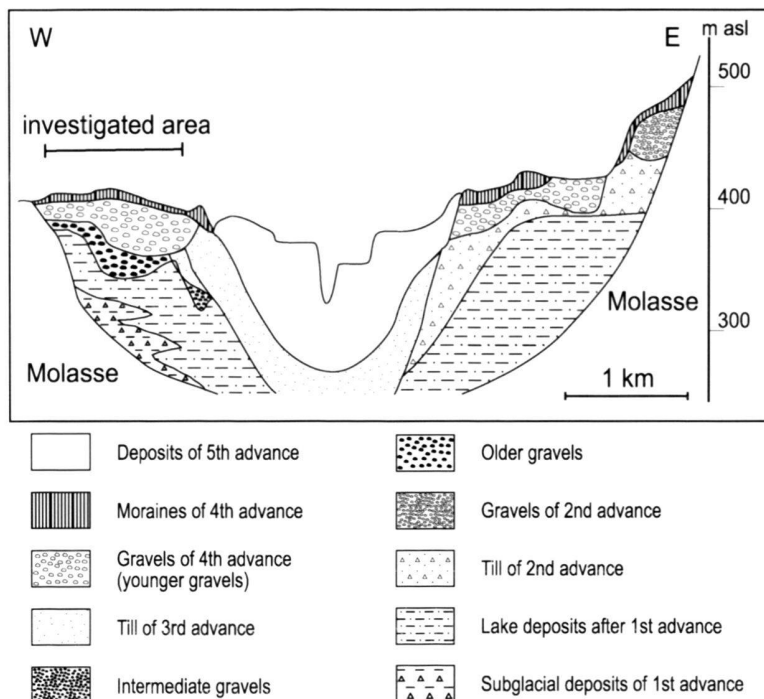 W
E
m asl
500
investigated area
400
Molasse
300
Molasse
1 km
Deposits of 5th advance
Older gravels
Moraines of 4th advance
Gravels of 2nd advance
Gravels of 4th advance
(younger gravels)
Till of 2nd advance
Till of 3rd advance
Lake deposits after 1st advance
Intermediate gravels
Subglacial deposits of 1st advance